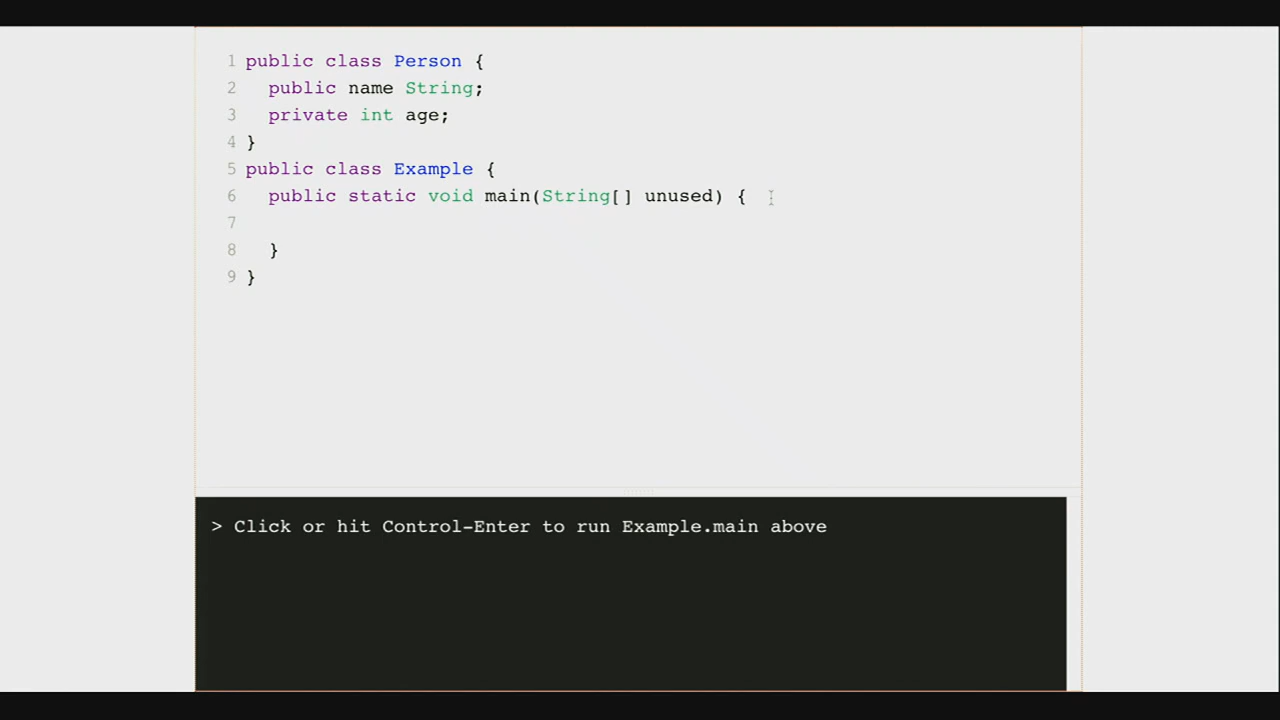 1 public class Person {
2 public name String;
3 private int age;
4 }
5 public class Example {
6 public static void main(String[] unused) {
7
8 }
9 }
> Click or hit Control-Enter to run Example.main above